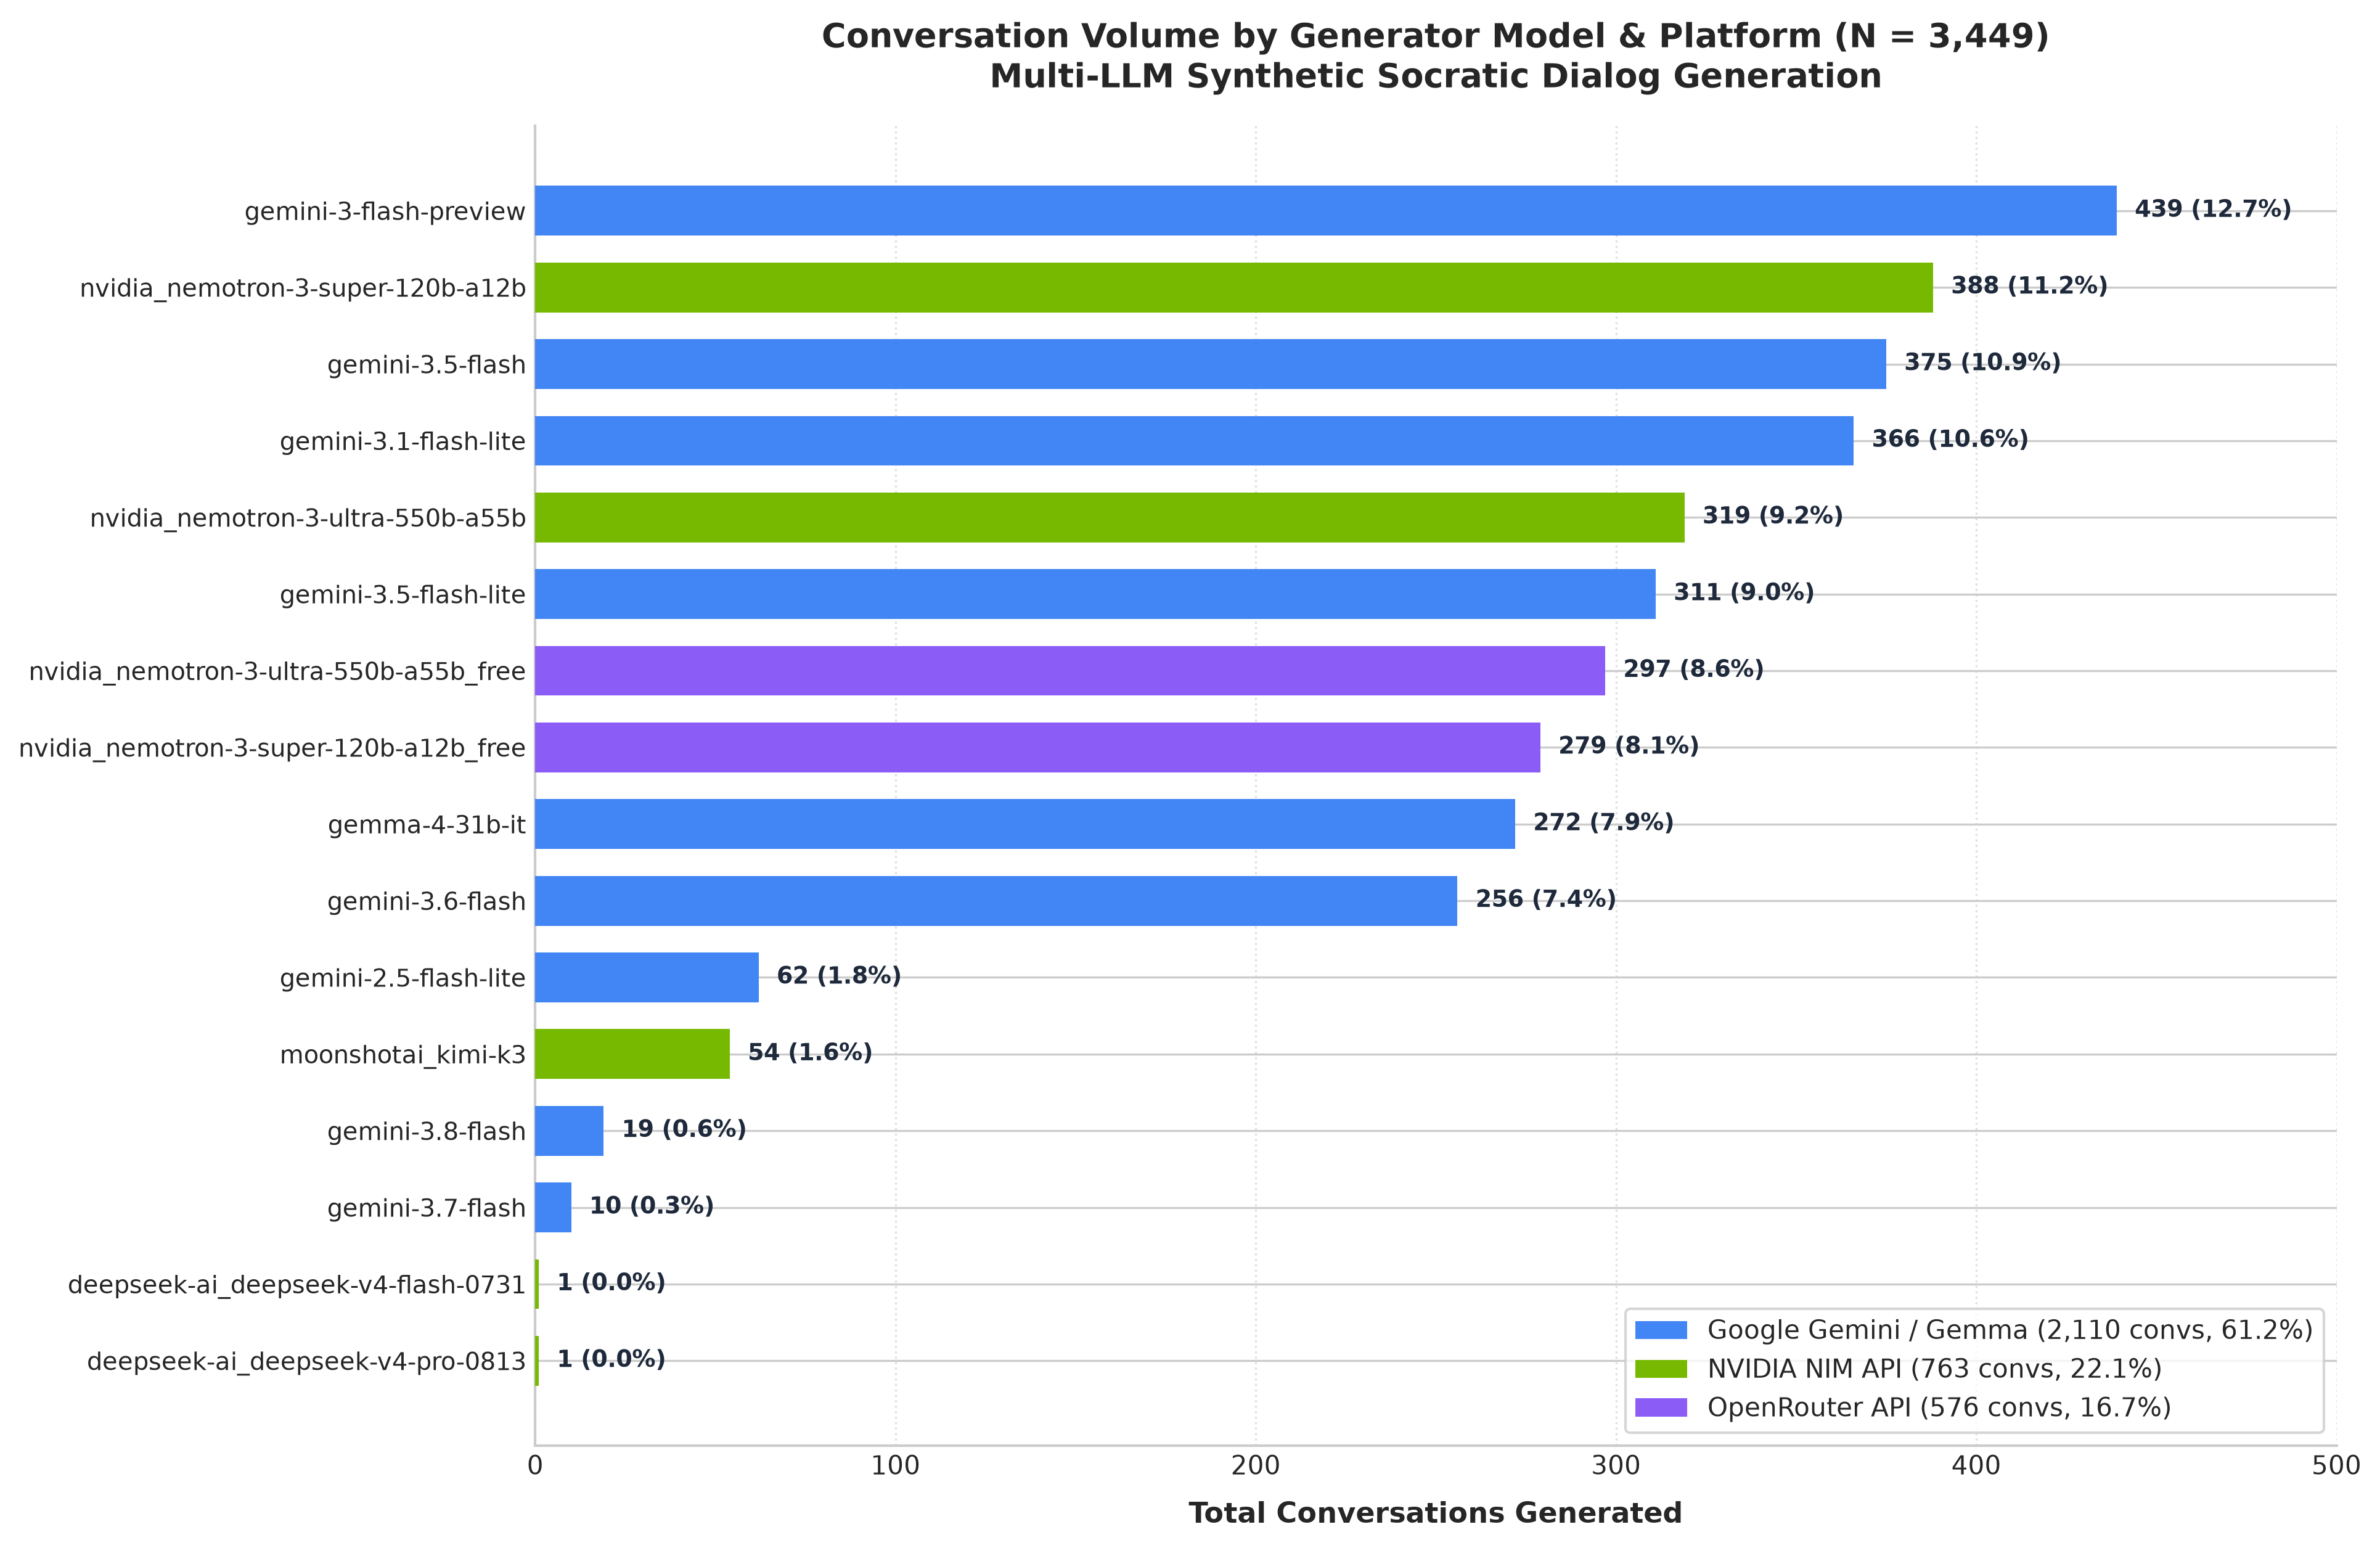 Conversation Volume by Generator Model & Platform (N = 3,449)
Multi-LLM Synthetic Socratic Dialog Generation
gemini-3-flash-preview 439 (12.7%)
nvidia_nemotron-3-super-120b-a12b 388 (11.2%)
gemini-3.5-flash 375 (10.9%)
gemini-3.1-flash-lite 366 (10.6%)
nvidia_nemotron-3-ultra-550b-a55b 319 (9.2%)
gemini-3.5-flash-lite 311 (9.0%)
nvidia_nemotron-3-ultra-550b-a55b_free 297 (8.6%)
nvidia_nemotron-3-super-120b-a12b_free 279 (8.1%)
gemma-4-31b-it 272 (7.9%)
gemini-3.6-flash 256 (7.4%)
gemini-2.5-flash-lite 62 (1.8%)
moonshotai_kimi-k3 54 (1.6%)
gemini-3.8-flash 19 (0.6%)
gemini-3.7-flash 10 (0.3%)
deepseek-ai_deepseek-v4-flash-0731 1 (0.0%)
deepseek-ai_deepseek-v4-pro-0813 1 (0.0%)
Google Gemini / Gemma (2,110 convs, 61.2%)
NVIDIA NIM API (763 convs, 22.1%)
OpenRouter API (576 convs, 16.7%)
0 100 200 300 400 500
Total Conversations Generated